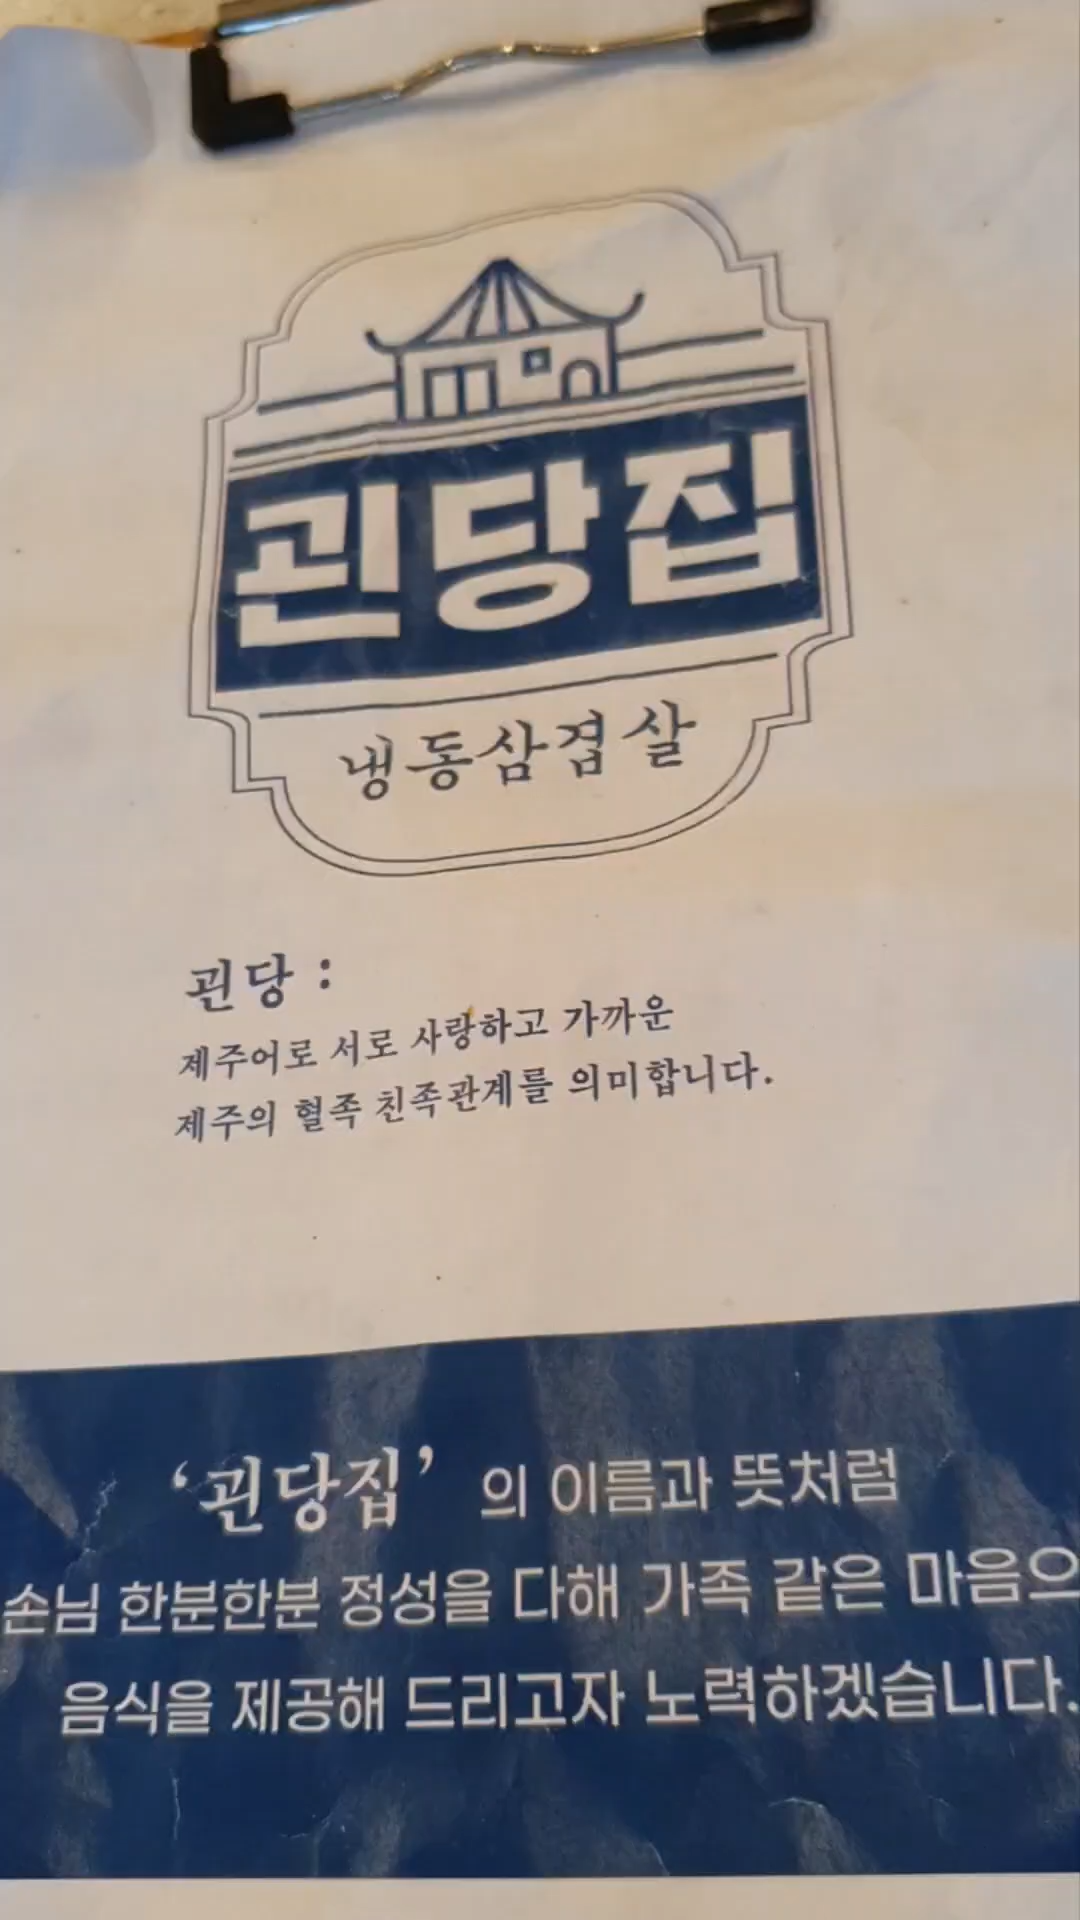 괸당집
냉동삼겹살
괸당 :
제주어로 서로 사랑하고 가까운
제주의 혈족 친족관계를 의미합니다.
‘괸당집’ 의 이름과 뜻처럼
손님 한분한분 정성을 다해 가족 같은 마음으
음식을 제공해 드리고자 노력하겠습니다.